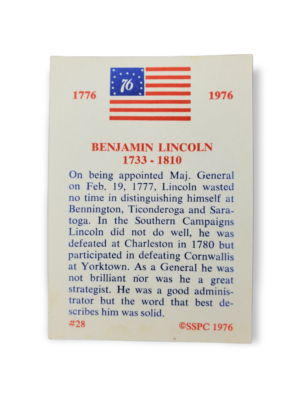 76
1776 1976
BENJAMIN LINCOLN
1733 - 1810
On being appointed Maj. General
on Feb. 19, 1777, Lincoln wasted
no time in distinguishing himself at
Bennington, Ticonderoga and Sara-
toga. In the Southern Campaigns
Lincoln did not do well, he was
defeated at Charleston in 1780 but
participated in defeating Cornwallis
at Yorktown. As a General he was
not brilliant nor was he a great
strategist. He was a good adminis-
trator but the word that best de-
scribes him was solid.
#28 ©SSPC 1976